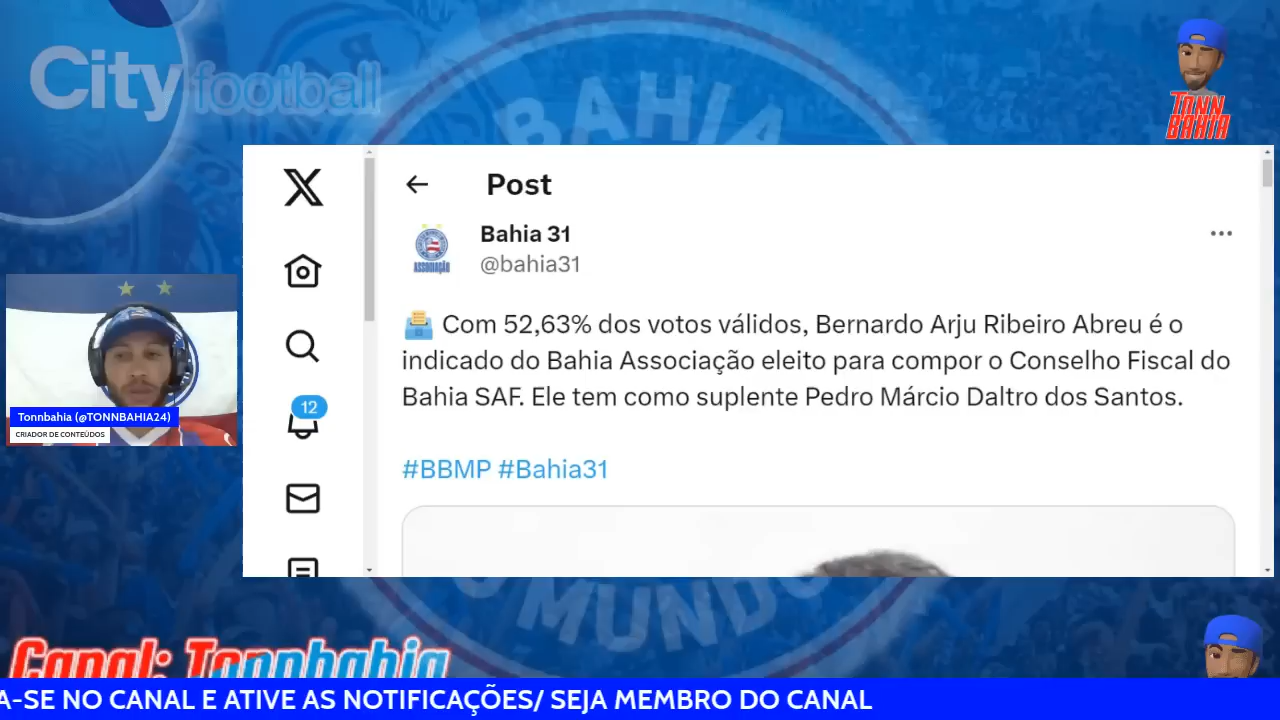 City football
BAHIA
TONN
BAHIA
Post
Bahia 31
@bahia31
Com 52,63% dos votos válidos, Bernardo Arju Ribeiro Abreu é o
indicado do Bahia Associação eleito para compor o Conselho Fiscal do
Bahia SAF. Ele tem como suplente Pedro Márcio Daltro dos Santos.
#BBMP #Bahia31
12
ASSOCIAÇÃO
Tonnbahia (@TONNBAHIA24)
CRIADOR DE CONTEÚDOS
O MUNDO
Canal: Tonnbahia
A-SE NO CANAL E ATIVE AS NOTIFICAÇÕES/ SEJA MEMBRO DO CANAL